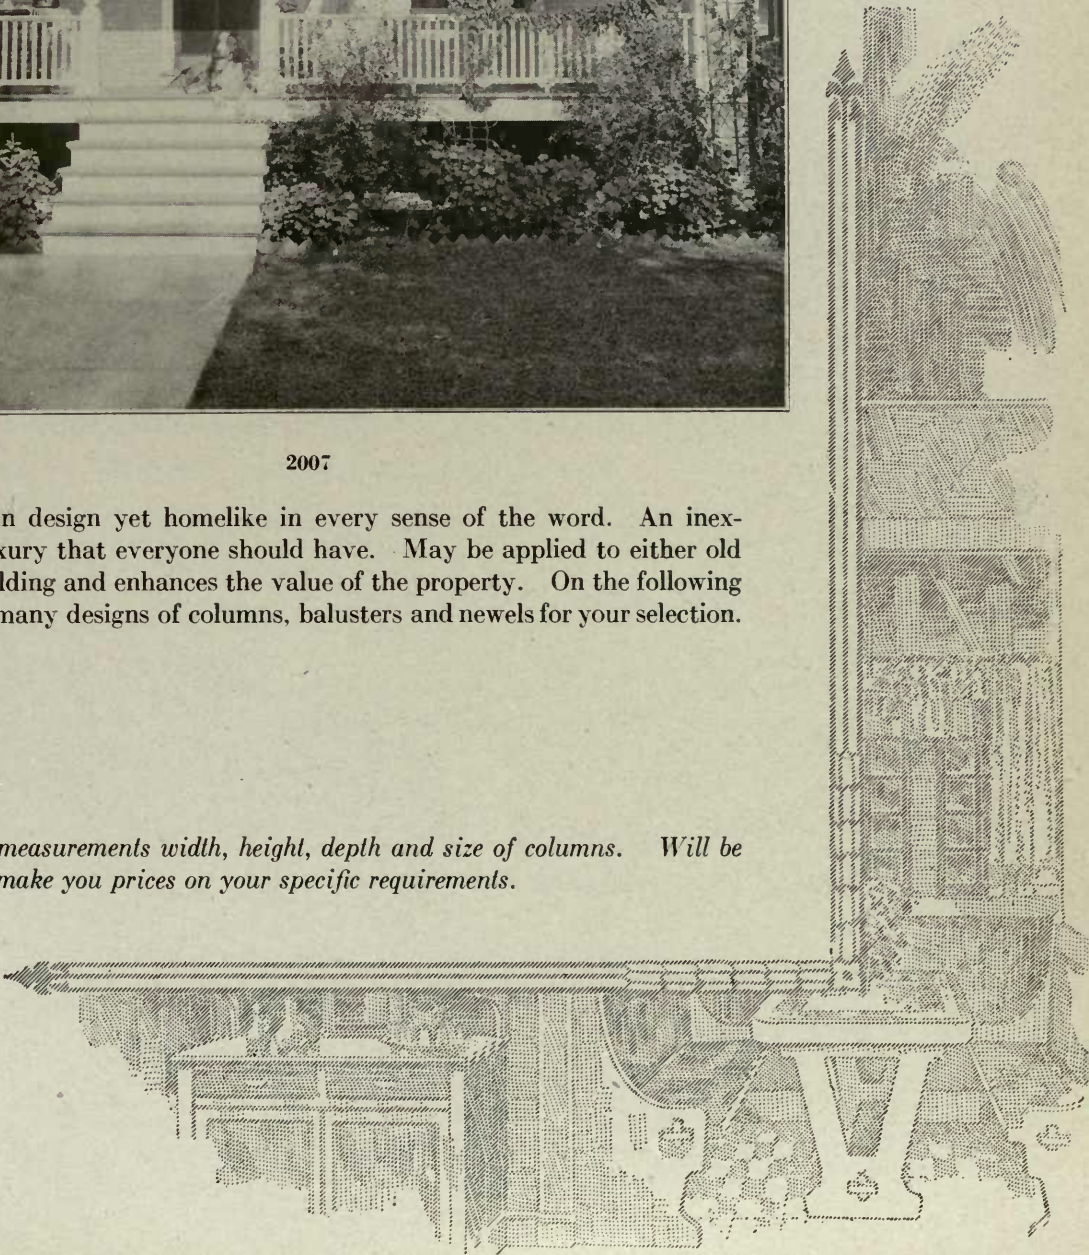 2007
n design yet homelike in every sense of the word. An inex-
xury that everyone should have. May be applied to either old
lding and enhances the value of the property. On the following
many designs of columns, balusters and newels for your selection.
measurements width, height, depth and size of columns. Will be
make you prices on your specific requirements.